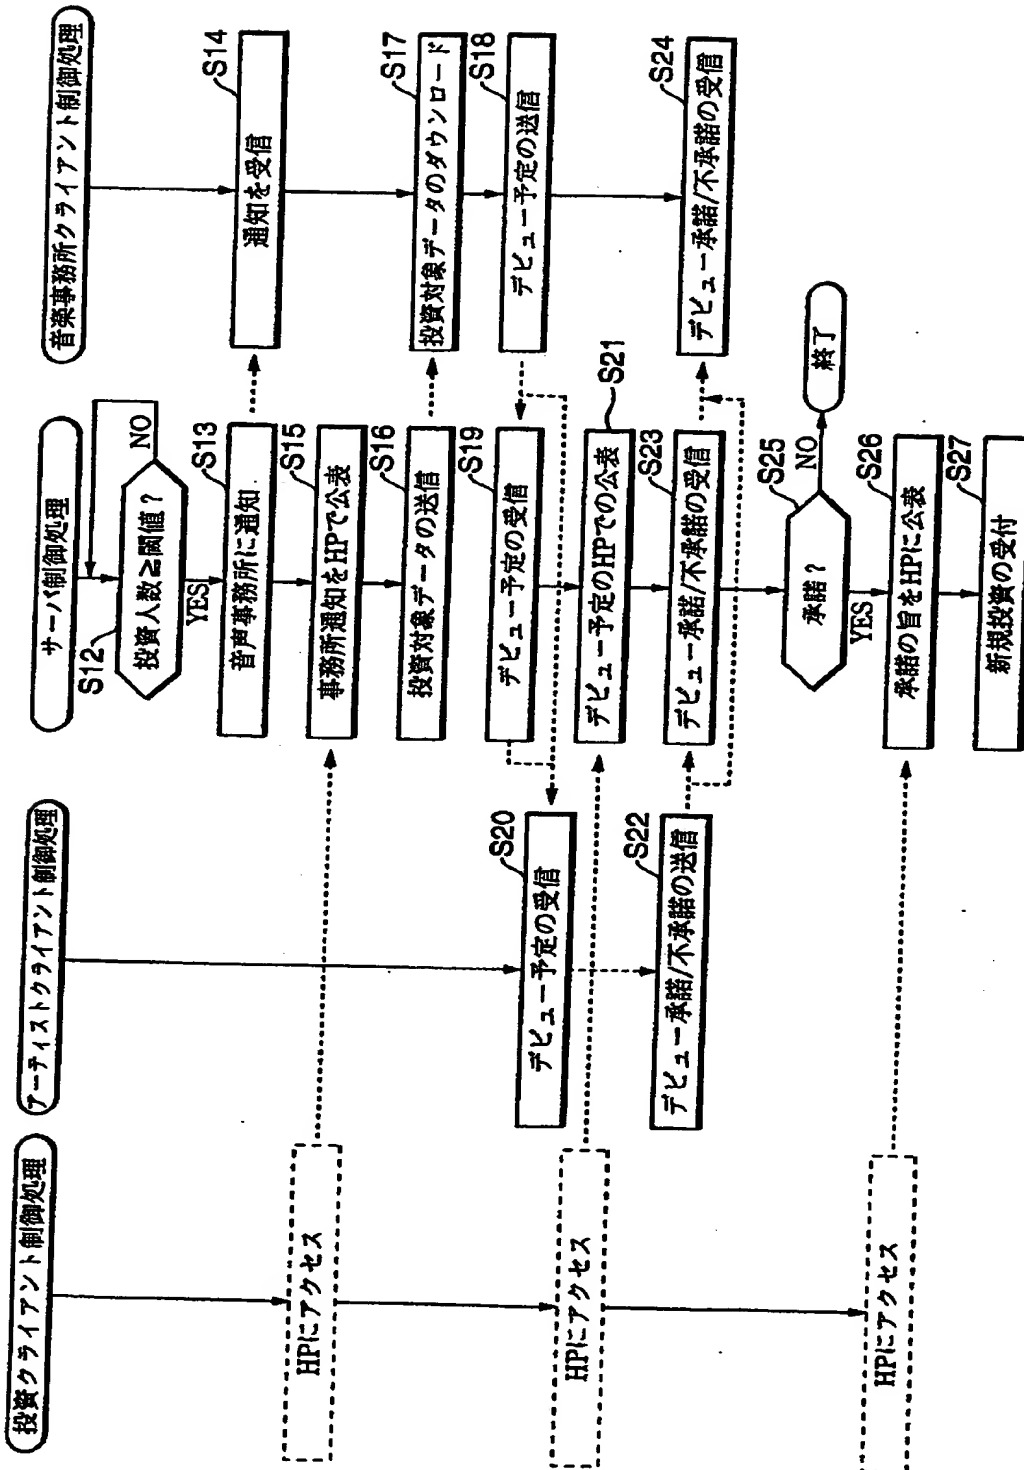 投資クライアント制御処理
HPにアクセス
HPにアクセス
HPにアクセス
アーティストクライアント制御処理
S20
デビュー予定の受信
S22
デビュー承諾/不承諾の送信
サーバ制御処理
S12
投資人数≧閾値？
NO
YES
S13
音声事務所に通知
S15
事務所通知をHPで公表
S16
投資対象データの送信
S19
デビュー予定の受信
S21
デビュー予定のHPでの公表
S23
デビュー承諾/不承諾の受信
S25
承諾？
NO
終了
YES
S26
承諾の旨をHPに公表
S27
新規投資の受付
音楽事務所クライアント制御処理
S14
通知を受信
S17
投資対象データのダウンロード
S18
デビュー予定の送信
S24
デビュー承諾/不承諾の受信